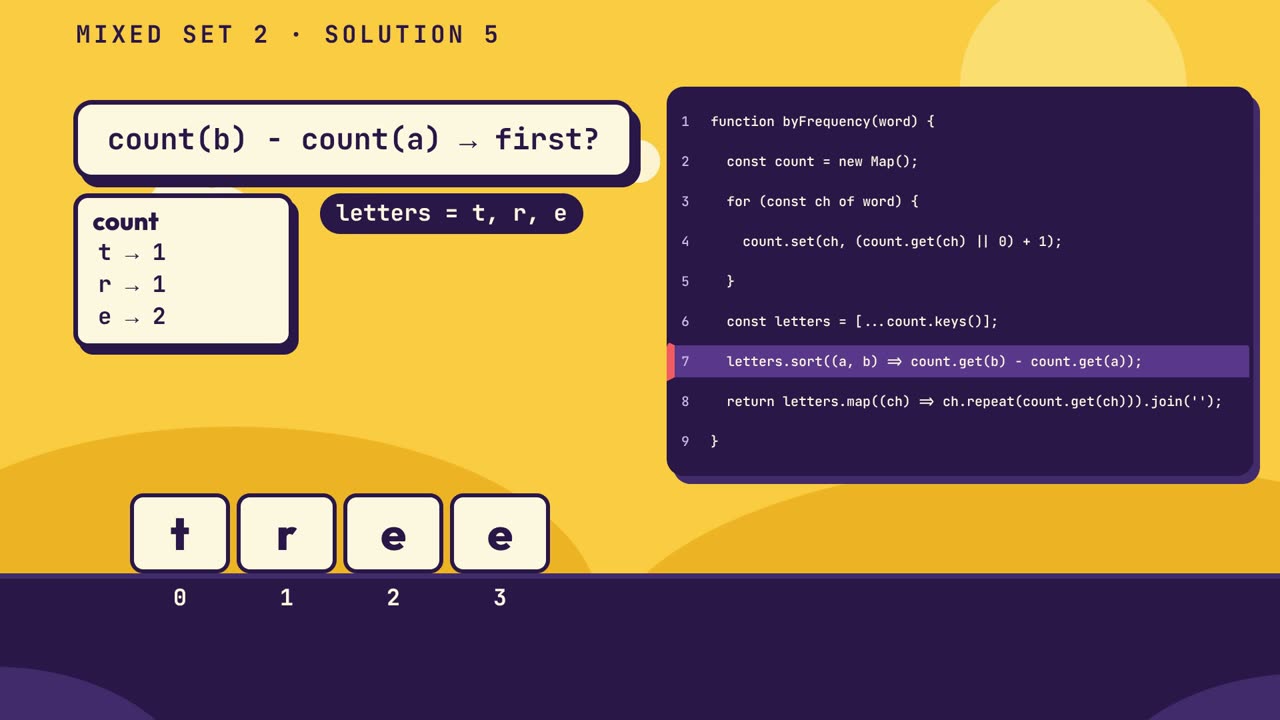 MIXED SET 2 · SOLUTION 5
count(b) - count(a) → first?
count
t → 1
r → 1
e → 2
letters = t, r, e
1 function byFrequency(word) {
2 const count = new Map();
3 for (const ch of word) {
4 count.set(ch, (count.get(ch) || 0) + 1);
5 }
6 const letters = [...count.keys()];
7 letters.sort((a, b) => count.get(b) - count.get(a));
8 return letters.map((ch) => ch.repeat(count.get(ch))).join('');
9 }
t r e e
0 1 2 3